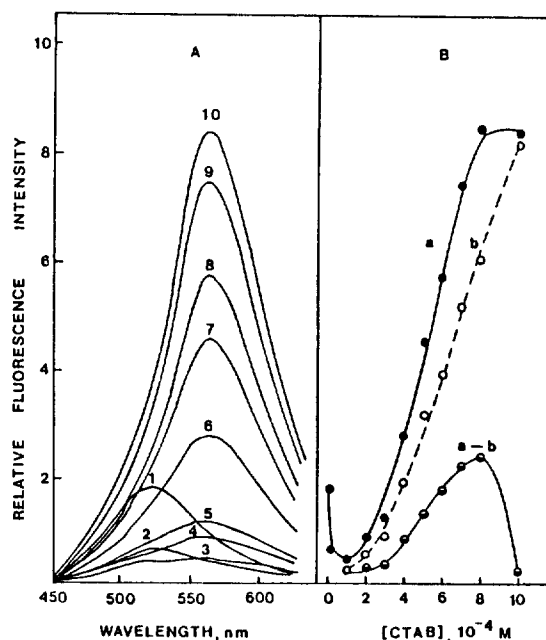 A
B
RELATIVE FLUORESCENCE INTENSITY
10
8
6
4
2
10
9
8
7
6
1
5
2
4
3
a
b
a – b
450 500 550 600
0 2 4 6 8 10
WAVELENGTH, nm
[CTAB], 10⁻⁴ M